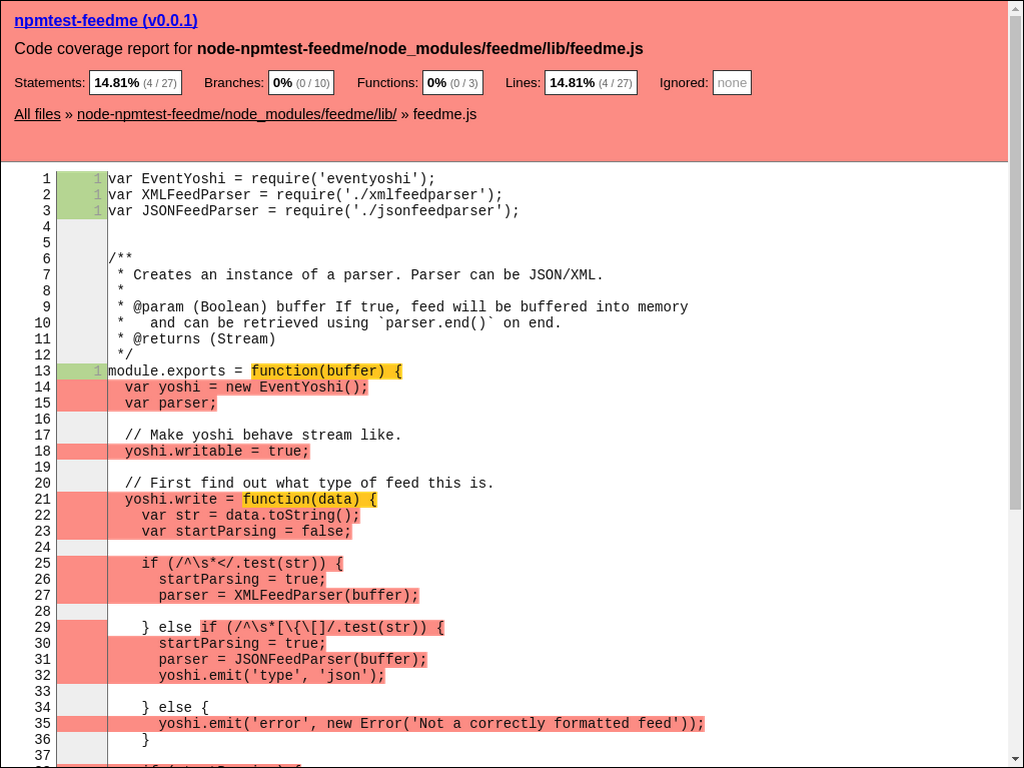 npmtest-feedme (v0.0.1)
Code coverage report for node-npmtest-feedme/node_modules/feedme/lib/feedme.js
Statements: 14.81% (4 / 27) Branches: 0% (0 / 10) Functions: 0% (0 / 3) Lines: 14.81% (4 / 27) Ignored: none
All files » node-npmtest-feedme/node_modules/feedme/lib/ » feedme.js
1 1 var EventYoshi = require('eventyoshi');
2 1 var XMLFeedParser = require('./xmlfeedparser');
3 1 var JSONFeedParser = require('./jsonfeedparser');
4
5
6 /**
7  * Creates an instance of a parser. Parser can be JSON/XML.
8  *
9  * @param (Boolean) buffer If true, feed will be buffered into memory
10  *   and can be retrieved using `parser.end()` on end.
11  * @returns (Stream)
12  */
13 1 module.exports = function(buffer) {
14   var yoshi = new EventYoshi();
15   var parser;
16
17   // Make yoshi behave stream like.
18   yoshi.writable = true;
19
20   // First find out what type of feed this is.
21   yoshi.write = function(data) {
22     var str = data.toString();
23     var startParsing = false;
24
25     if (/^\s*</.test(str)) {
26       startParsing = true;
27       parser = XMLFeedParser(buffer);
28
29     } else if (/^\s*[\{\[]/.test(str)) {
30       startParsing = true;
31       parser = JSONFeedParser(buffer);
32       yoshi.emit('type', 'json');
33
34     } else {
35       yoshi.emit('error', new Error('Not a correctly formatted feed'));
36     }
37